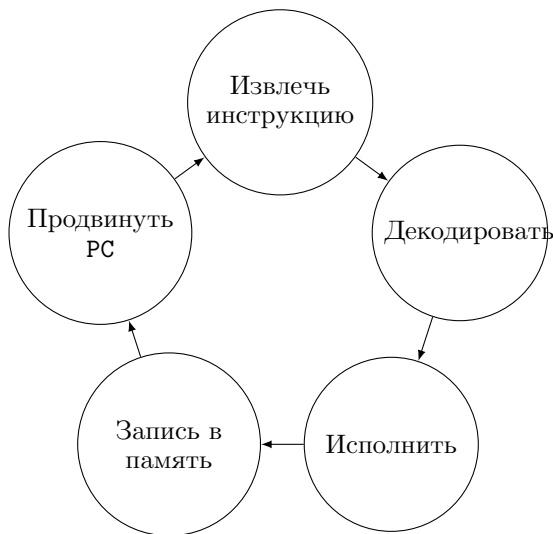 Извлечь
инструкцию
Декодировать
Исполнить
Запись в
память
Продвинуть
PC